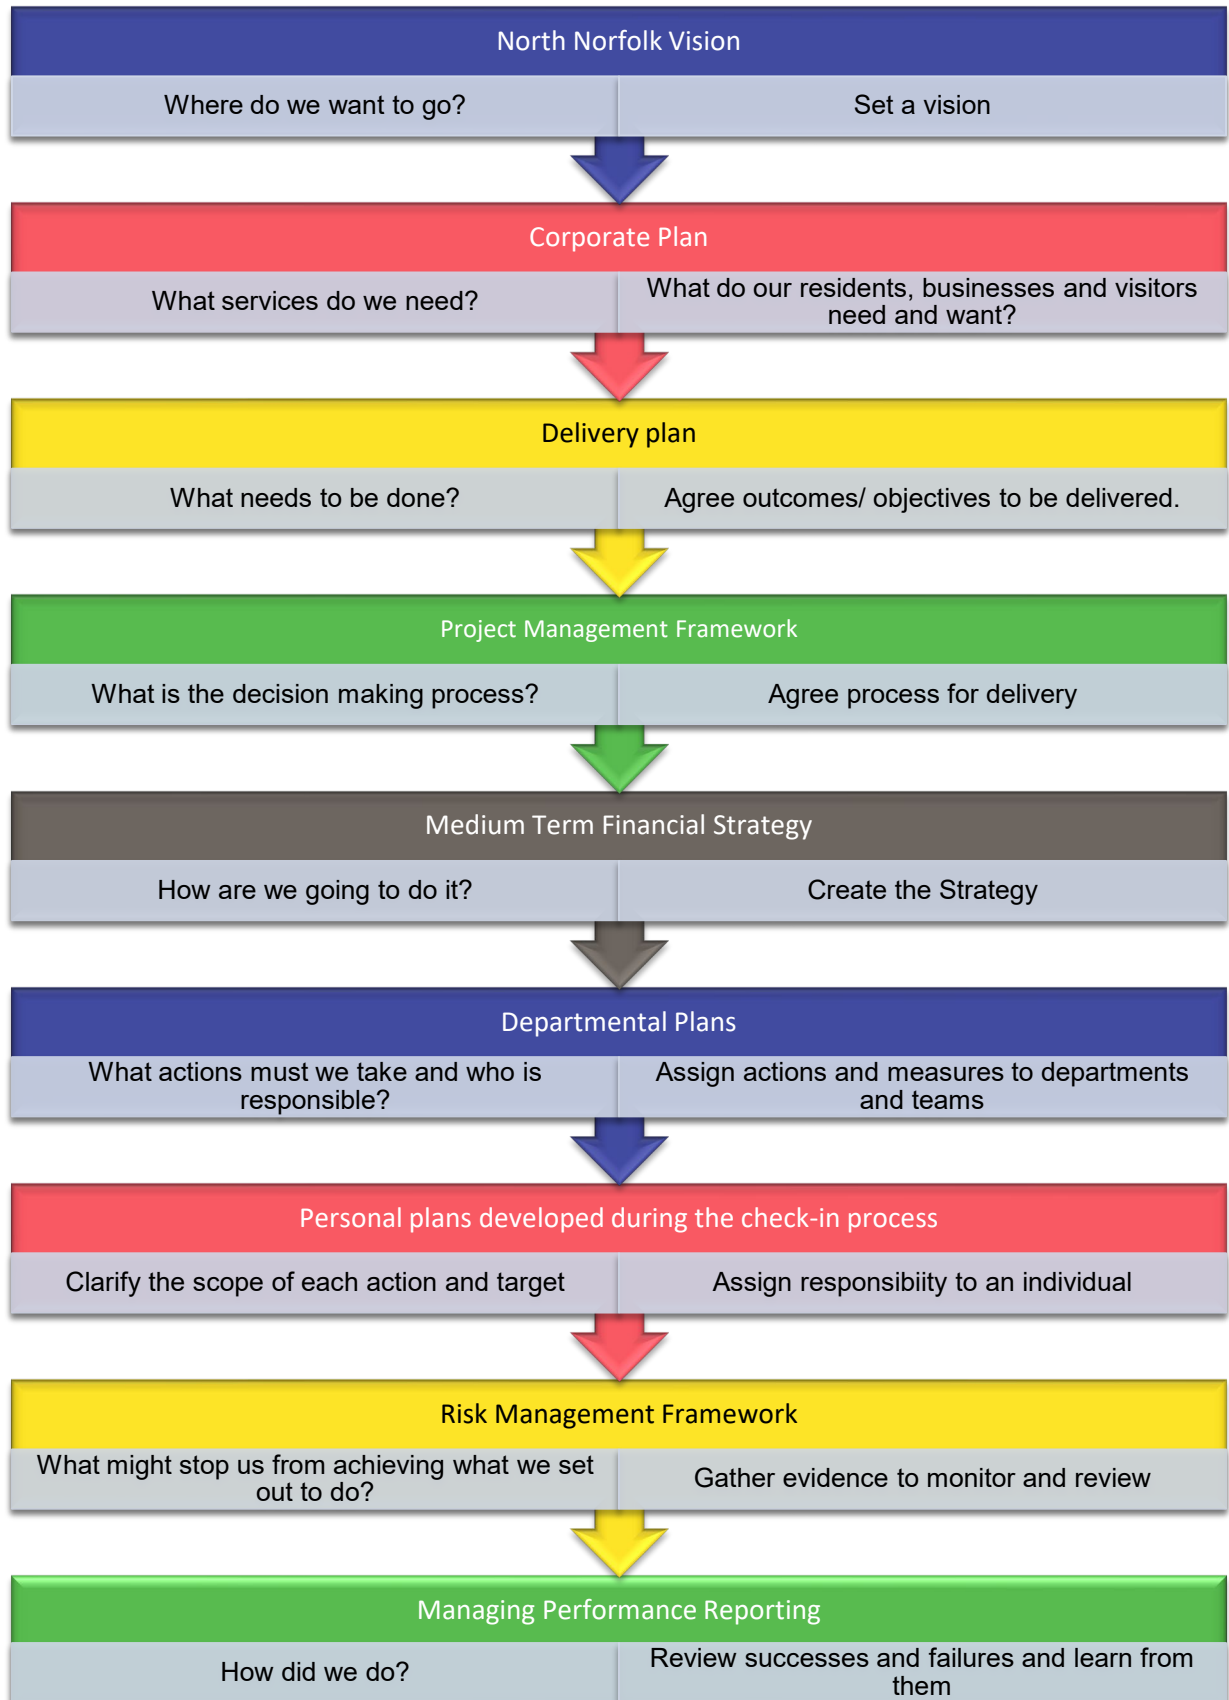 North Norfolk Vision
Where do we want to go?
Set a vision
Corporate Plan
What services do we need?
What do our residents, businesses and visitors
need and want?
Delivery plan
What needs to be done?
Agree outcomes/ objectives to be delivered.
Project Management Framework
What is the decision making process?
Agree process for delivery
Medium Term Financial Strategy
How are we going to do it?
Create the Strategy
Departmental Plans
What actions must we take and who is
responsible?
Assign actions and measures to departments
and teams
Personal plans developed during the check-in process
Clarify the scope of each action and target
Assign responsibiity to an individual
Risk Management Framework
What might stop us from achieving what we set
out to do?
Gather evidence to monitor and review
Managing Performance Reporting
How did we do?
Review successes and failures and learn from
them